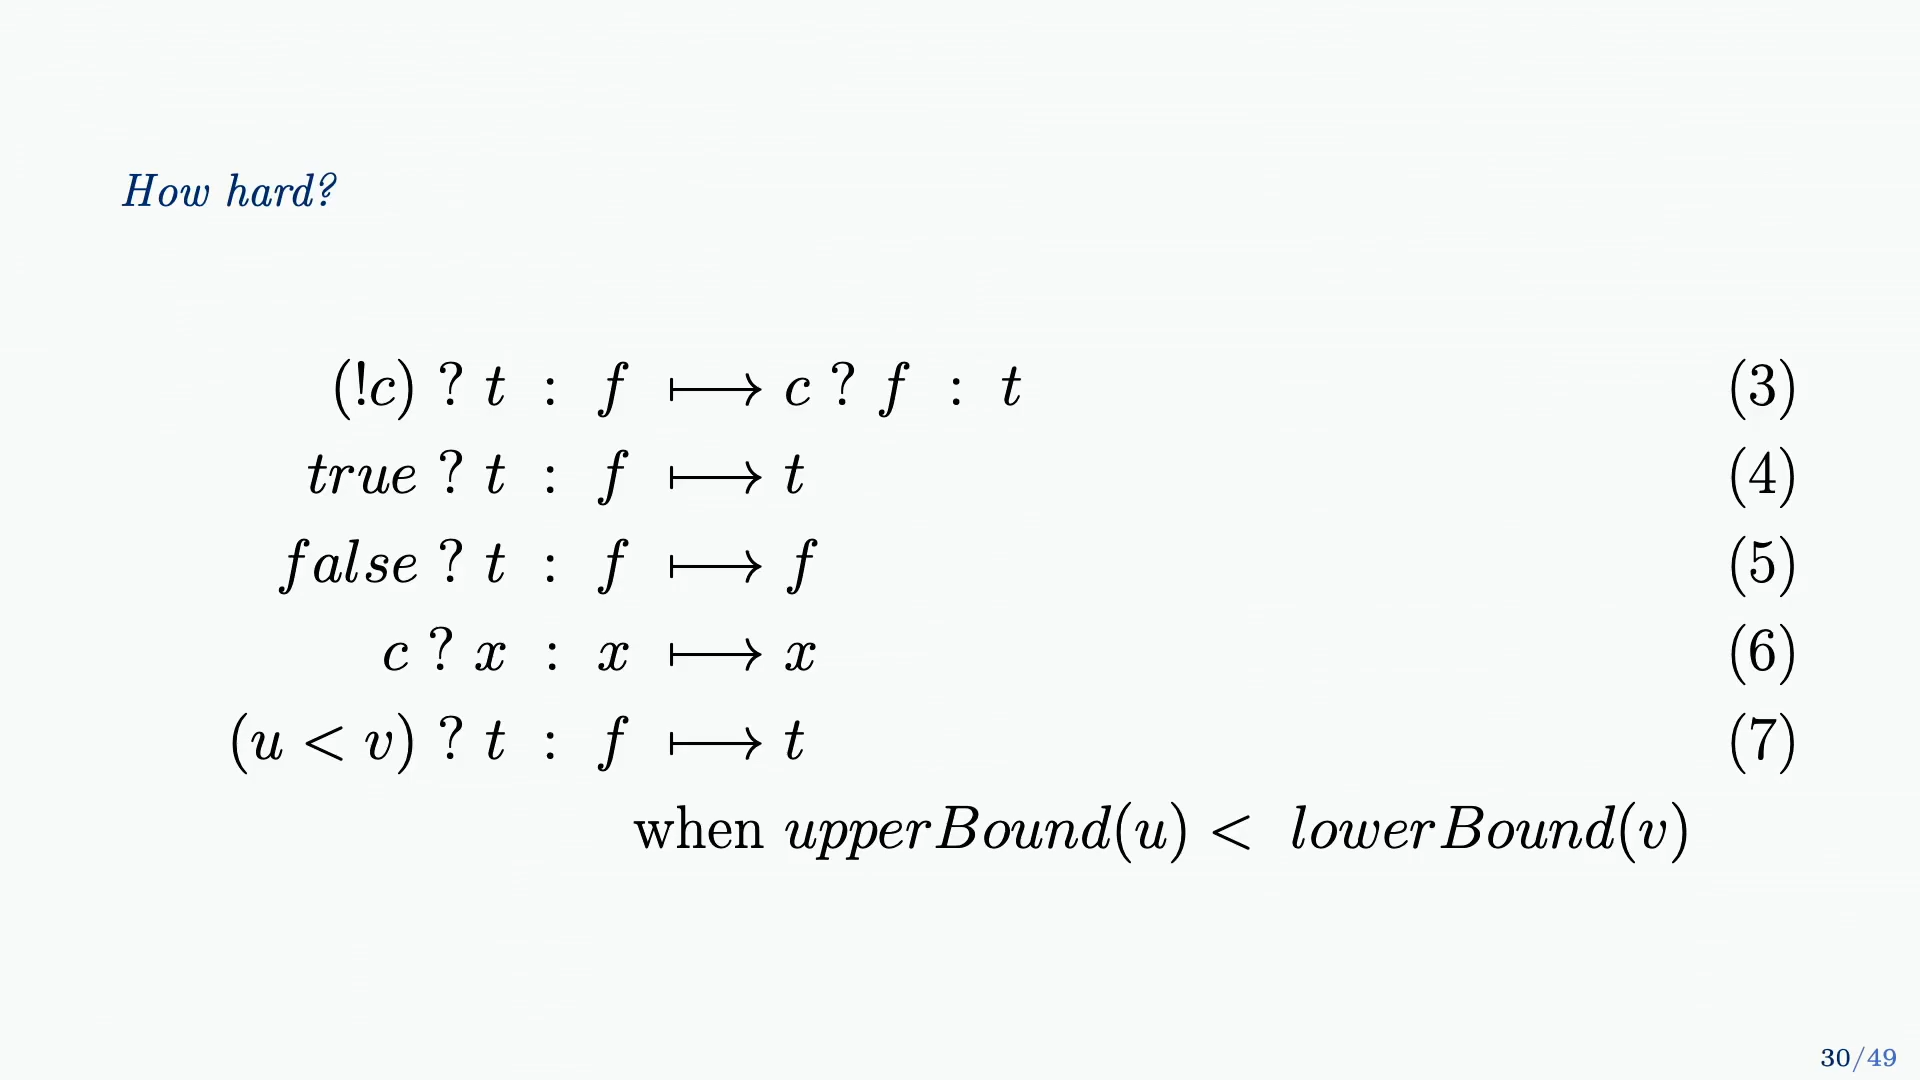 How hard?
(!c) ? t : f ⟼ c ? f : t (3)
true ? t : f ⟼ t (4)
false ? t : f ⟼ f (5)
c ? x : x ⟼ x (6)
(u < v) ? t : f ⟼ t (7)
when upperBound(u) < lowerBound(v)
30/49